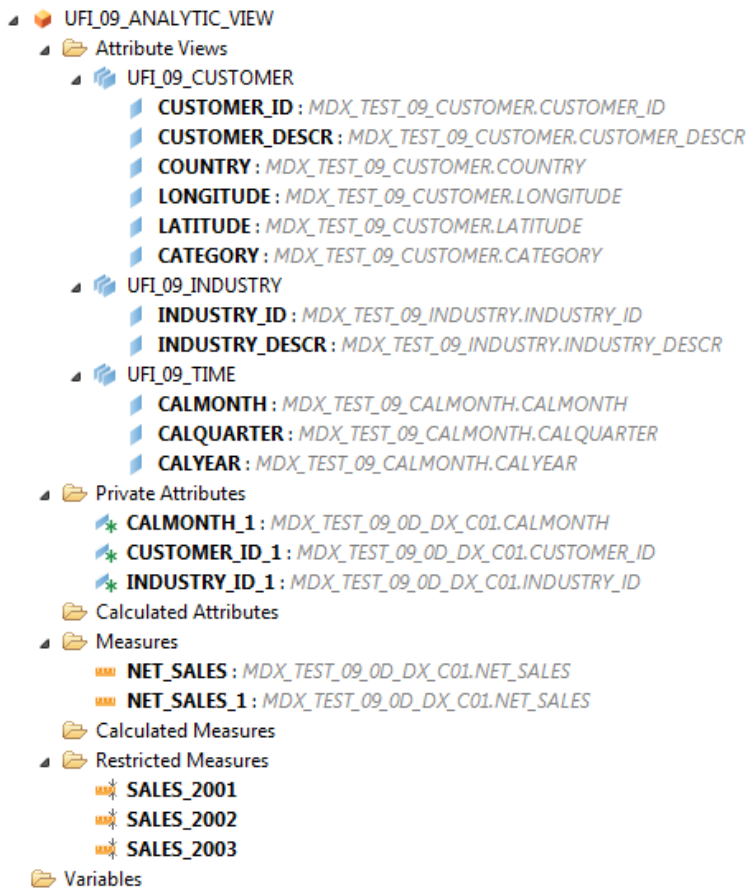 UFI_09_ANALYTIC_VIEW
Attribute Views
UFI_09_CUSTOMER
CUSTOMER_ID : MDX_TEST_09_CUSTOMER.CUSTOMER_ID
CUSTOMER_DESCR : MDX_TEST_09_CUSTOMER.CUSTOMER_DESCR
COUNTRY : MDX_TEST_09_CUSTOMER.COUNTRY
LONGITUDE : MDX_TEST_09_CUSTOMER.LONGITUDE
LATITUDE : MDX_TEST_09_CUSTOMER.LATITUDE
CATEGORY : MDX_TEST_09_CUSTOMER.CATEGORY
UFI_09_INDUSTRY
INDUSTRY_ID : MDX_TEST_09_INDUSTRY.INDUSTRY_ID
INDUSTRY_DESCR : MDX_TEST_09_INDUSTRY.INDUSTRY_DESCR
UFI_09_TIME
CALMONTH : MDX_TEST_09_CALMONTH.CALMONTH
CALQUARTER : MDX_TEST_09_CALMONTH.CALQUARTER
CALYEAR : MDX_TEST_09_CALMONTH.CALYEAR
Private Attributes
CALMONTH_1 : MDX_TEST_09_0D_DX_C01.CALMONTH
CUSTOMER_ID_1 : MDX_TEST_09_0D_DX_C01.CUSTOMER_ID
INDUSTRY_ID_1 : MDX_TEST_09_0D_DX_C01.INDUSTRY_ID
Calculated Attributes
Measures
NET_SALES : MDX_TEST_09_0D_DX_C01.NET_SALES
NET_SALES_1 : MDX_TEST_09_0D_DX_C01.NET_SALES
Calculated Measures
Restricted Measures
SALES_2001
SALES_2002
SALES_2003
Variables